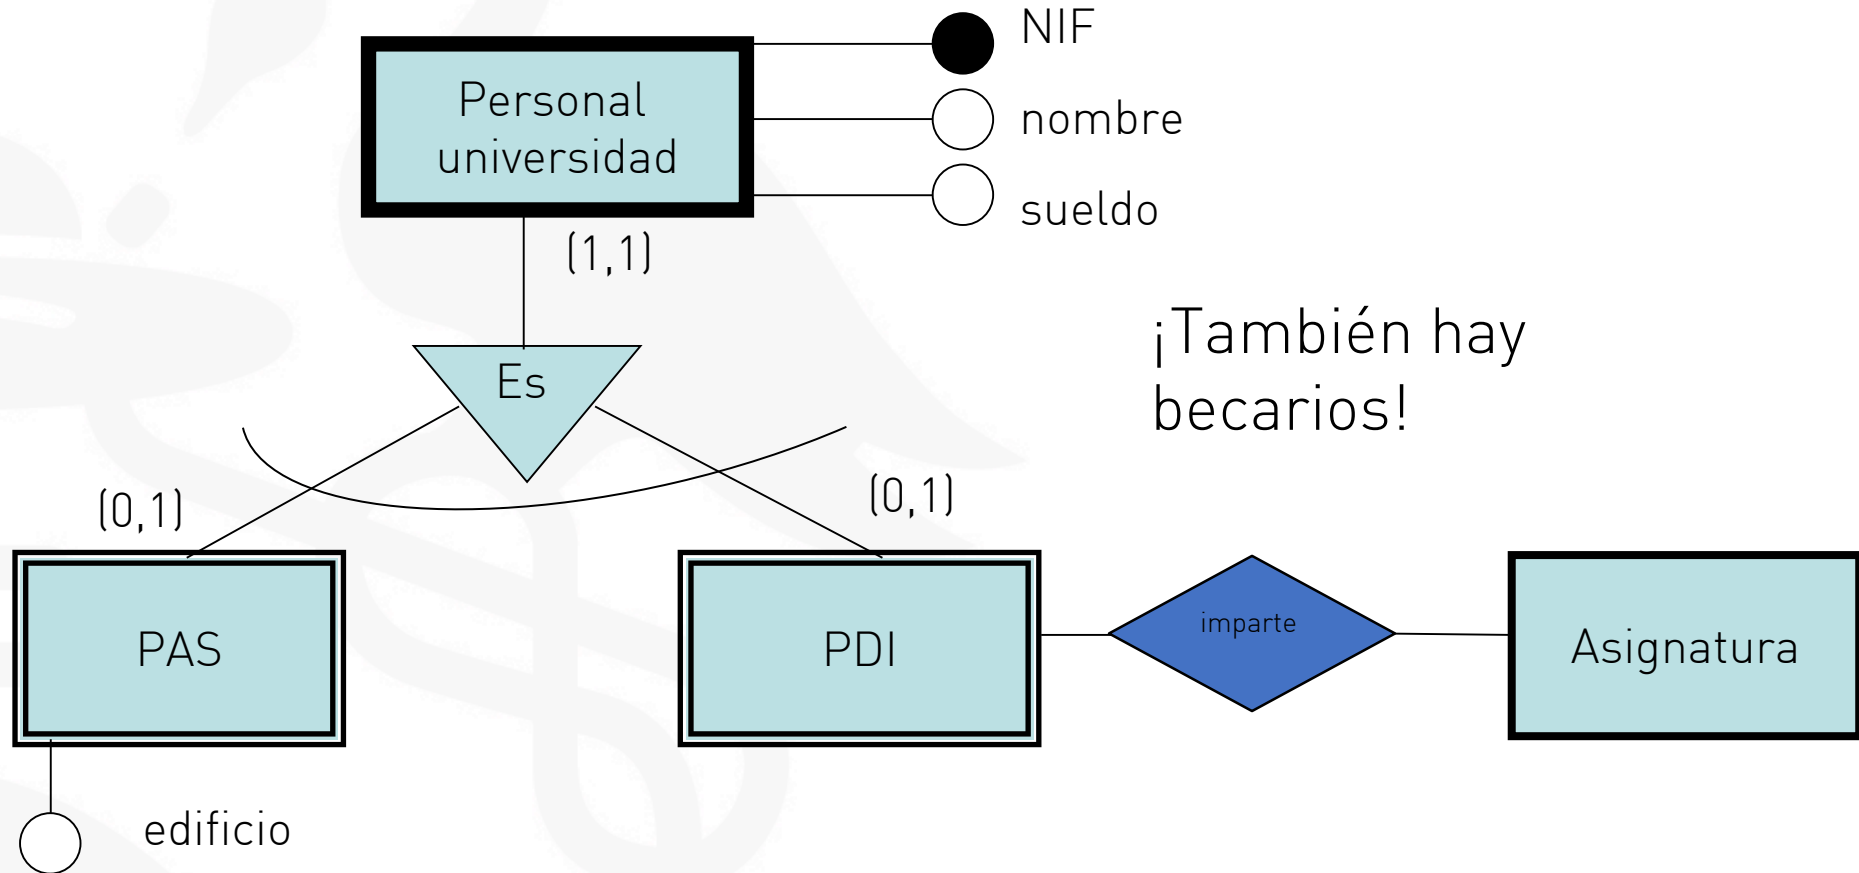 NIF
Personal
universidad
nombre
sueldo
(1,1)
¡También hay
becarios!
Es
(0,1)
(0,1)
PAS
PDI
imparte
Asignatura
edificio